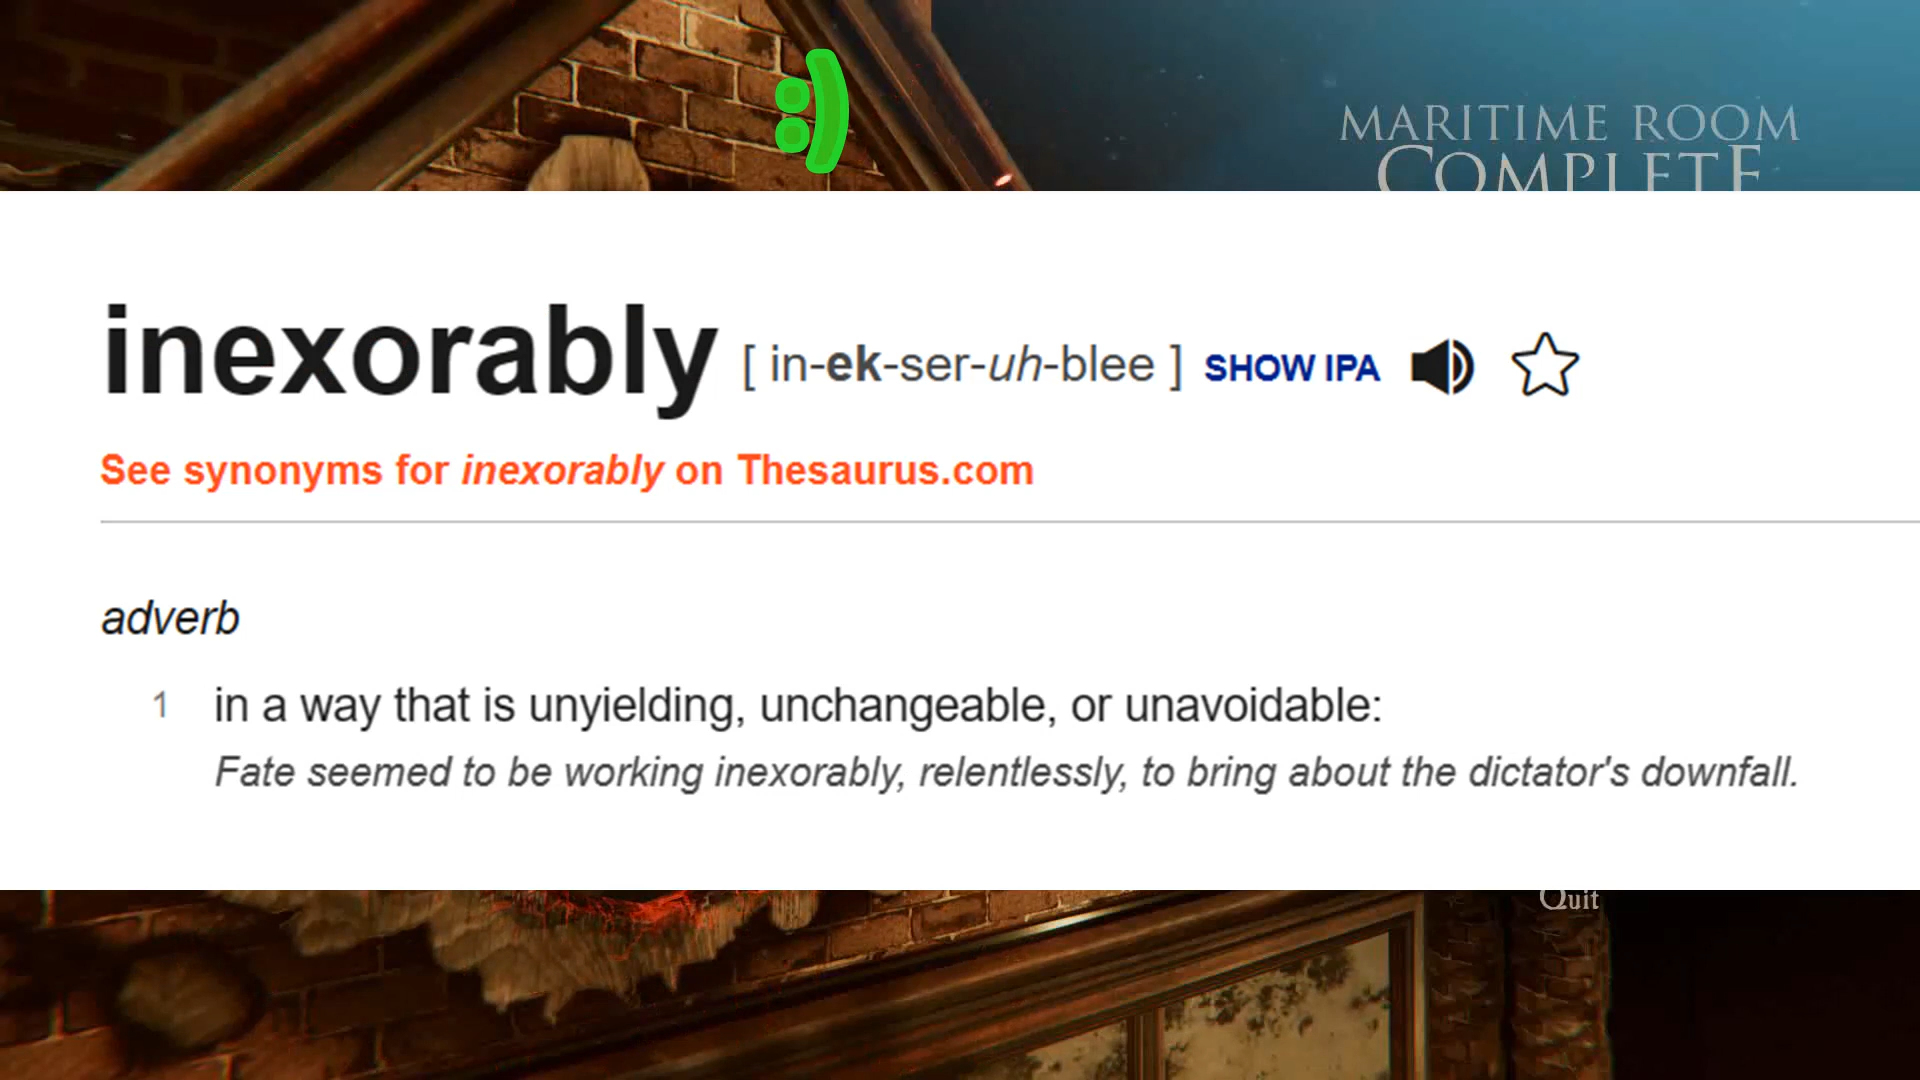 :)
MARITIME ROOM
COMPLETE
inexorably [ in-ek-ser-uh-blee ] SHOW IPA
See synonyms for inexorably on Thesaurus.com
adverb
1 in a way that is unyielding, unchangeable, or unavoidable:
Fate seemed to be working inexorably, relentlessly, to bring about the dictator's downfall.
Quit